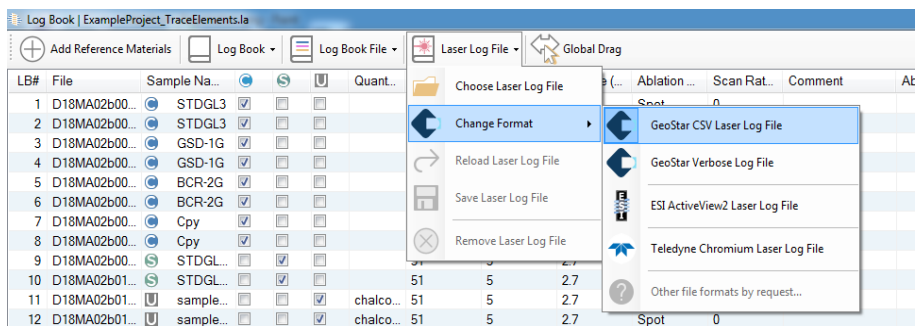 Log Book | ExampleProject_TraceElements.la
Add Reference Materials Log Book Log Book File Laser Log File Global Drag
LB# File Sample Na... C S U Quant... (... Ablation ... Scan Rat... Comment Ab
1 D18MA02b00... C STDGL3 Spot 0
2 D18MA02b00... C STDGL3
3 D18MA02b00... C GSD-1G
4 D18MA02b00... C GSD-1G
5 D18MA02b00... C BCR-2G
6 D18MA02b00... C BCR-2G
7 D18MA02b00... C Cpy
8 D18MA02b00... C Cpy
9 D18MA02b00... S STDGL... 51 5 2.7
10 D18MA02b01... S STDGL... 51 5 2.7
11 D18MA02b01... U sample... chalco... 51 5 2.7
12 D18MA02b01... U sample... chalco... 51 5 2.7 Spot 0
Choose Laser Log File
Change Format
Reload Laser Log File
Save Laser Log File
Remove Laser Log File
GeoStar CSV Laser Log File
GeoStar Verbose Log File
ESI ActiveView2 Laser Log File
Teledyne Chromium Laser Log File
Other file formats by request...